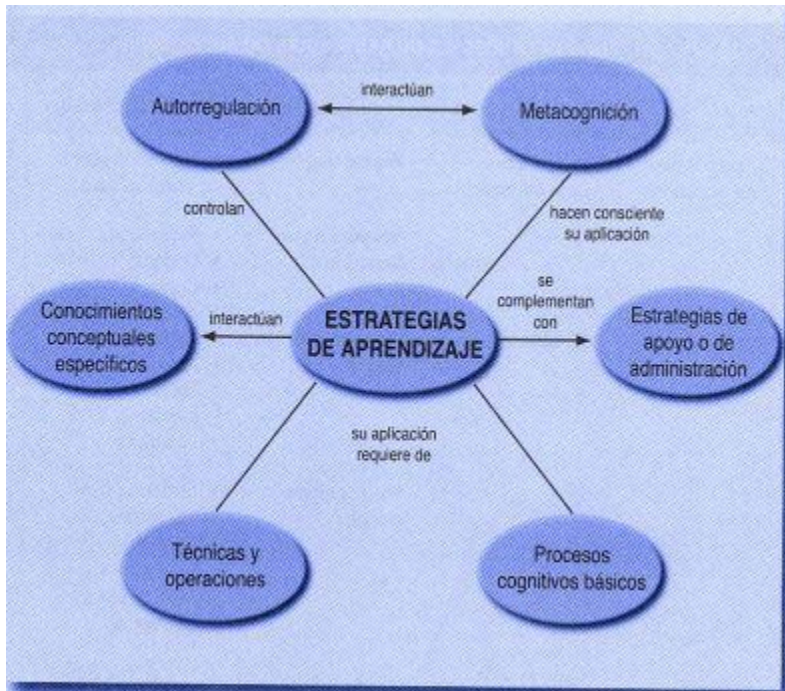 Autorregulación
interactúan
Metacognición
controlan
hacen consciente
su aplicación
Conocimientos
conceptuales
específicos
interactúan
ESTRATEGIAS
DE APRENDIZAJE
se
complementan
con
Estrategias de
apoyo o de
administración
su aplicación
requiere de
Técnicas y
operaciones
Procesos
cognitivos básicos